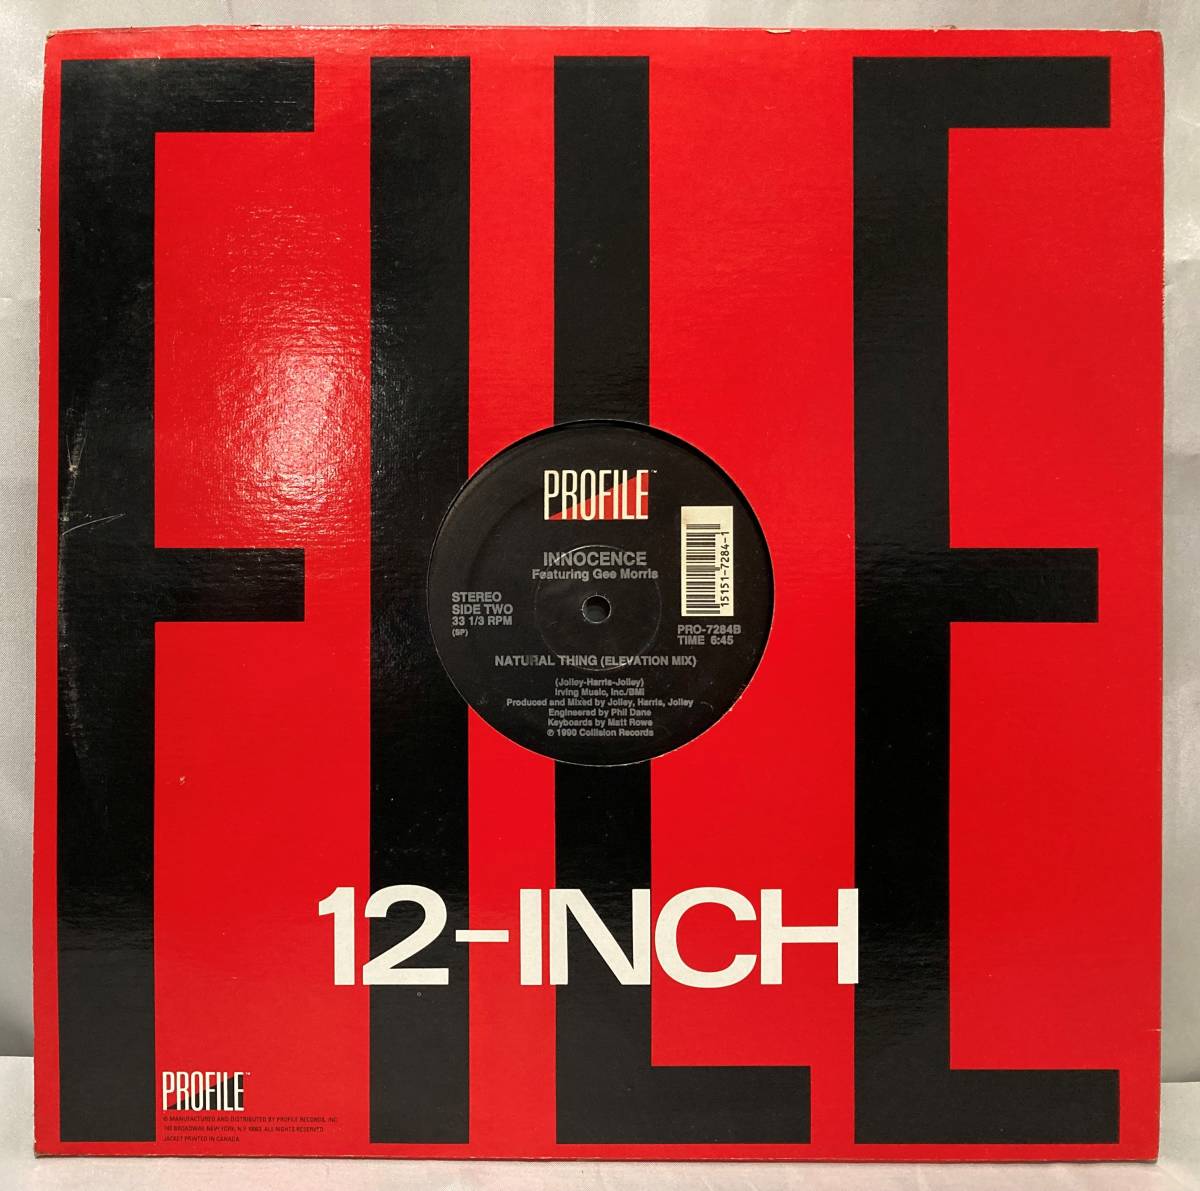 FILE
PROFILE™
INNOCENCE
Featuring Gee Morris
STEREO
SIDE TWO
33 1/3 RPM
(SP)
15151-7284-1
PRO-7284B
TIME 6:45
NATURAL THING (ELEVATION MIX)
(Jolley-Harris-Jolley)
Irving Music, Inc./BMI
Produced and Mixed by Jolley, Harris, Jolley
Engineered by Phil Dane
Keyboards by Matt Rowe
℗ 1990 Collision Records
12-INCH
PROFILE™
© MANUFACTURED AND DISTRIBUTED BY PROFILE RECORDS, INC.
740 BROADWAY, NEW YORK, N.Y. 10003. ALL RIGHTS RESERVED
JACKET PRINTED IN CANADA.